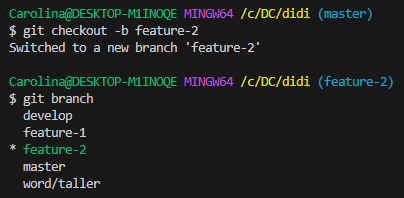 Carolina@DESKTOP-M1INOQE MINGW64 /c/DC/didi (master)
$ git checkout -b feature-2
Switched to a new branch 'feature-2'
Carolina@DESKTOP-M1INOQE MINGW64 /c/DC/didi (feature-2)
$ git branch
  develop
  feature-1
* feature-2
  master
  word/taller